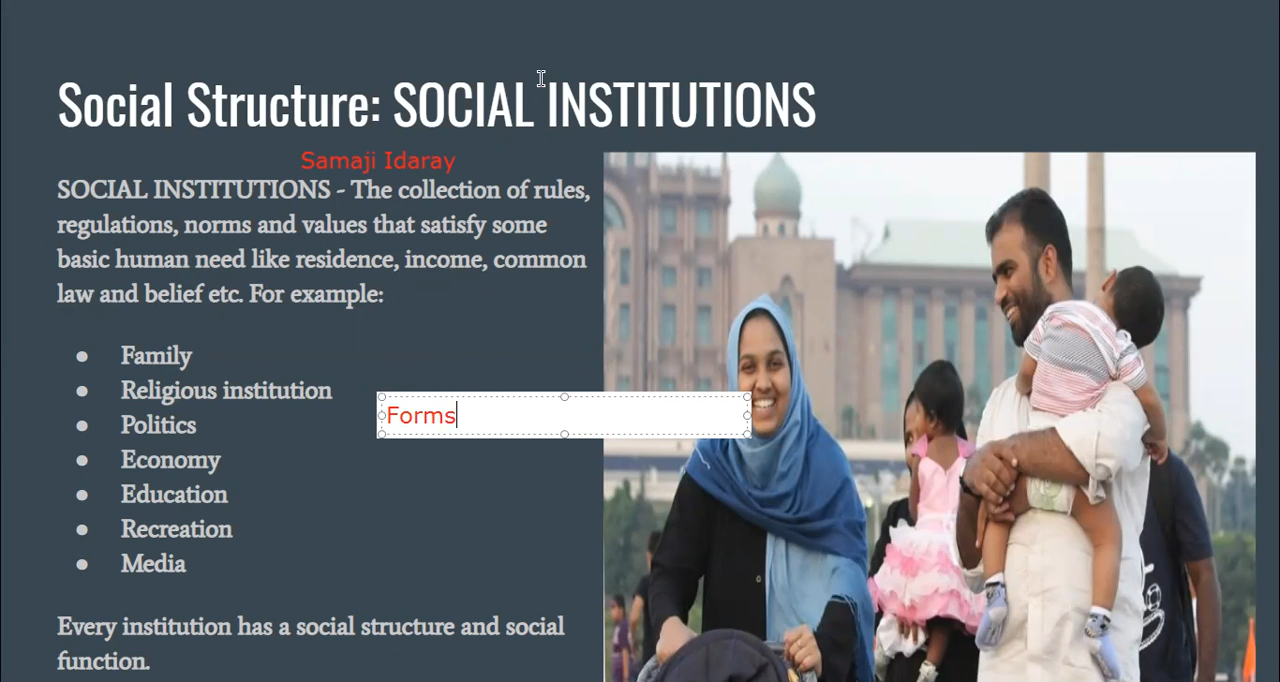 Social Structure: SOCIAL INSTITUTIONS
Samaji Idaray
SOCIAL INSTITUTIONS - The collection of rules,
regulations, norms and values that satisfy some
basic human need like residence, income, common
law and belief etc. For example:
● Family
● Religious institution
Forms
● Politics
● Economy
● Education
● Recreation
● Media
Every institution has a social structure and social
function.